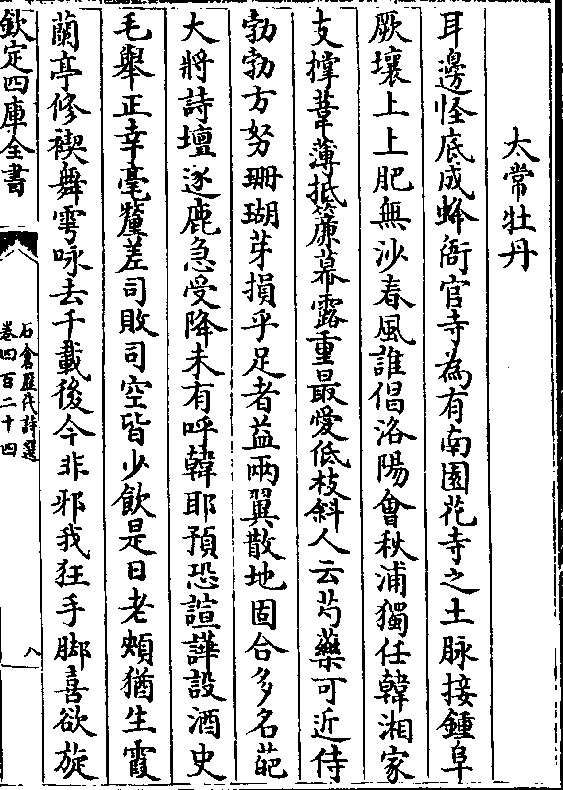 太常牡丹
耳邊怪底成蜂衙官寺為有南園花寺之土脉接鍾阜
厥壤上上肥無沙春風誰倡洛陽會秋浦獨任韓湘家
支撐葦薄抵簾幕露重最愛低枝斜人云芍藥可近侍
勃勃方努珊瑚芽損乎足者益兩翼散地固合多名葩
大將詩壇逐鹿急受降未有呼韓耶預恐諠譁設酒史
毛舉正幸毫釐差司敗司空皆少飲是日老頰猶生霞
蘭亭修禊舞雩咏去千載後今非邪我狂手脚喜欲旋
欽定四庫全書
石倉歷代詩選
卷四百二十四
八